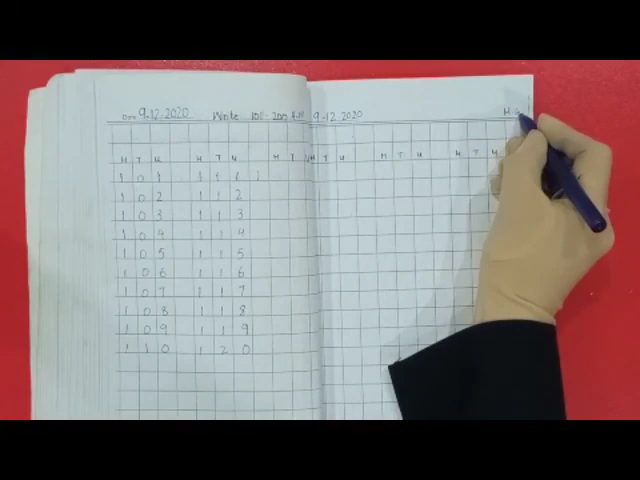 Date 9-12.2020 Write 101-200 9-12.2020 H.
H T U H T U H T U H T U H T U H T U
1 0 1 1 1 1
1 0 2 1 1 2
1 0 3 1 1 3
1 0 4 1 1 4
1 0 5 1 1 5
1 0 6 1 1 6
1 0 7 1 1 7
1 0 8 1 1 8
1 0 9 1 1 9
1 1 0 1 2 0